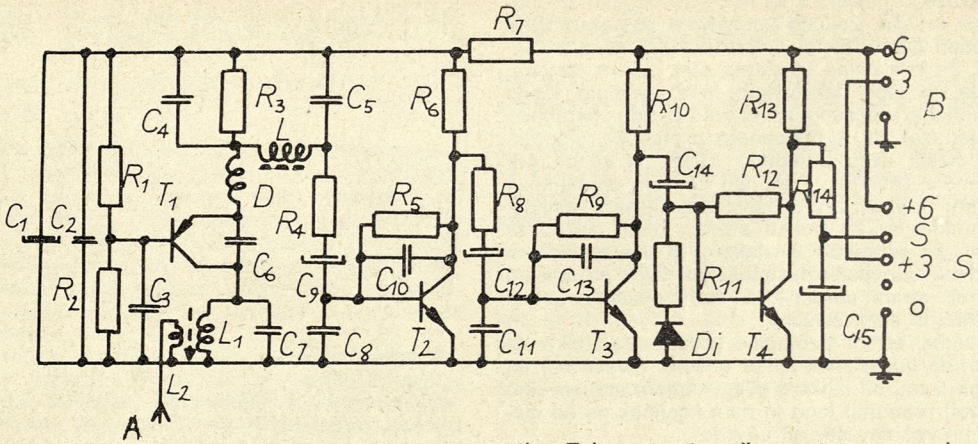 R7
6
R3
C4
C5
R6
R10
R13
3
B
L
R1
T1
D
R4
R5
R8
R9
C14
R12
R14
+6
S
C1
C2
+3
S
R2
C3
C6
C9
C10
C12
C13
R11
o
L1
C7
C8
T2
C11
T3
Di
T4
C15
L2
A